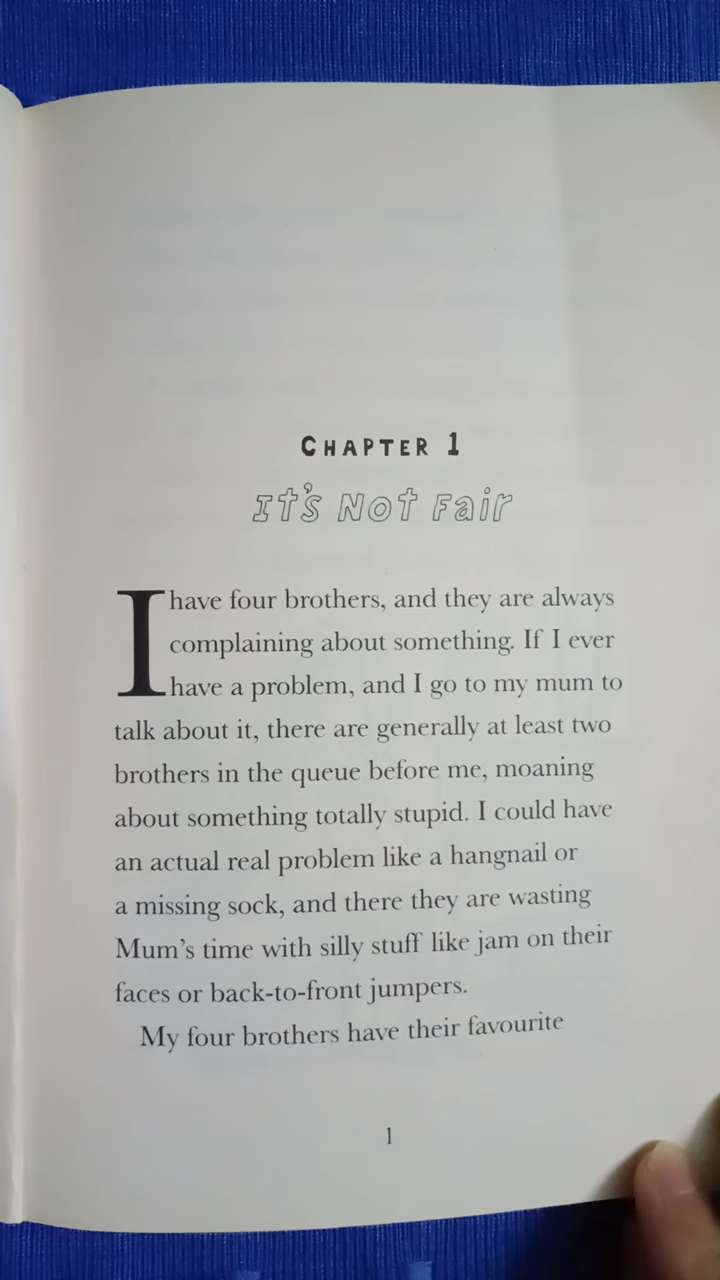 CHAPTER 1
It's Not Fair
I have four brothers, and they are always
complaining about something. If I ever
have a problem, and I go to my mum to
talk about it, there are generally at least two
brothers in the queue before me, moaning
about something totally stupid. I could have
an actual real problem like a hangnail or
a missing sock, and there they are wasting
Mum's time with silly stuff like jam on their
faces or back-to-front jumpers.
My four brothers have their favourite
1